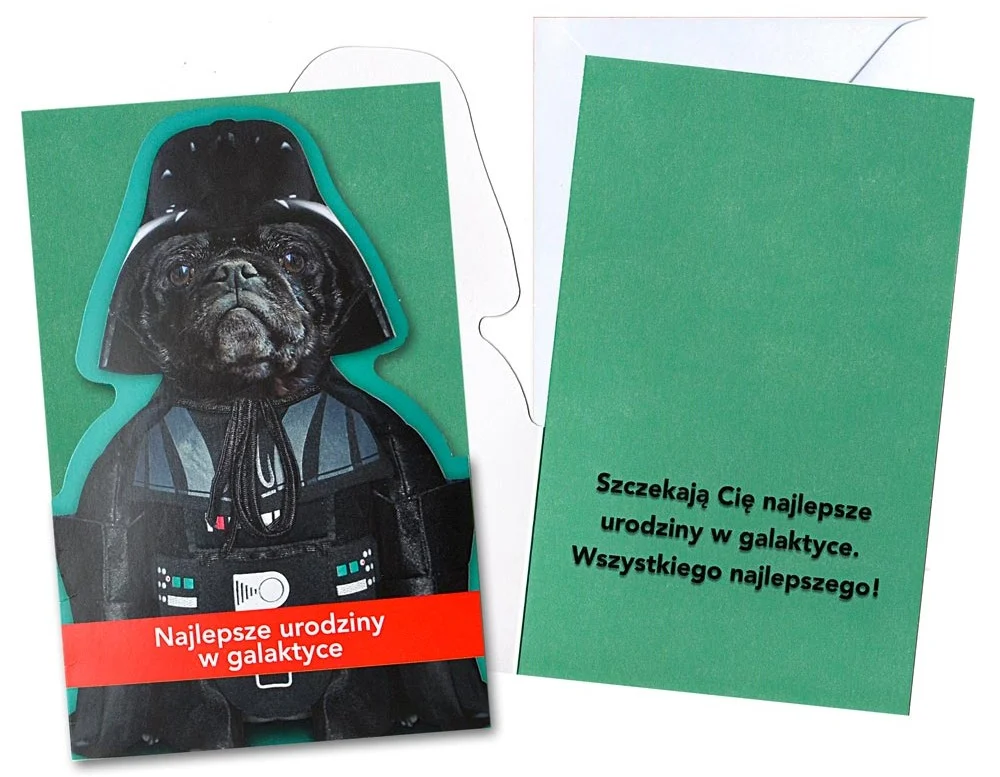 Najlepsze urodziny
w galaktyce
Szczekają Cię najlepsze
urodziny w galaktyce.
Wszystkiego najlepszego!